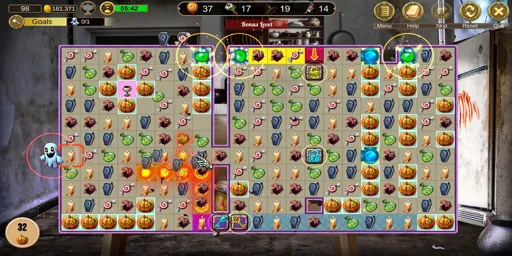 98
181.371
05:42
37
17
19
14
Menu
Help
Skip
Reset
Quit
Goals
0/1
Bonus Level
32